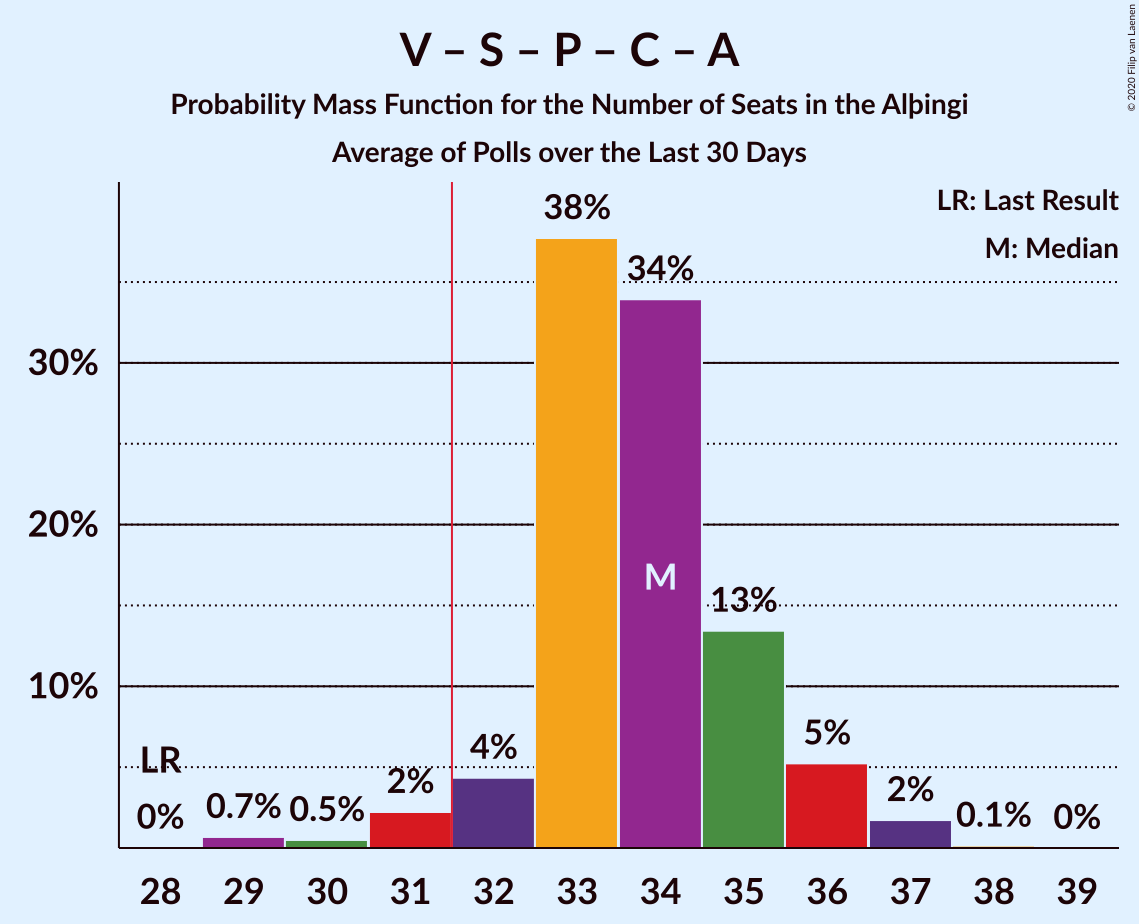 V – S – P – C – A
Probability Mass Function for the Number of Seats in the Alþingi
Average of Polls over the Last 30 Days
© 2020 Filip van Laenen
LR: Last Result
M: Median
38%
34%
30%
20%
M
13%
10%
LR
5%
4%
2%
2%
0%
0.7%
0.5%
0.1%
0%
28 29 30 31 32 33 34 35 36 37 38 39